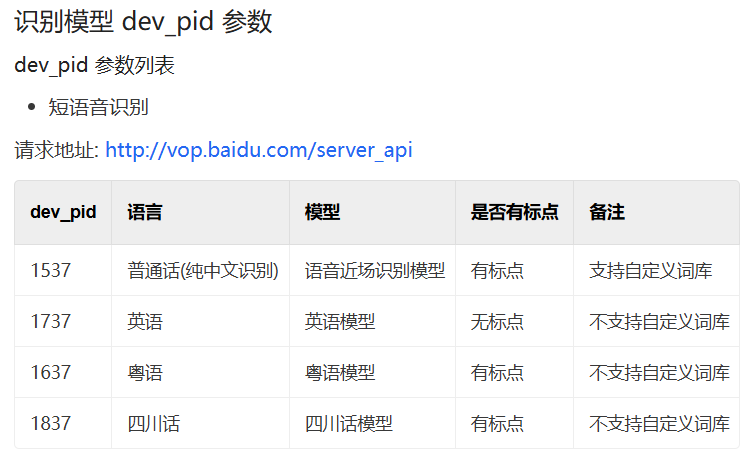 识别模型 dev_pid 参数
dev_pid 参数列表
• 短语音识别
请求地址: http://vop.baidu.com/server_api
dev_pid 语言 模型 是否有标点 备注
1537 普通话(纯中文识别) 语音近场识别模型 有标点 支持自定义词库
1737 英语 英语模型 无标点 不支持自定义词库
1637 粤语 粤语模型 有标点 不支持自定义词库
1837 四川话 四川话模型 有标点 不支持自定义词库